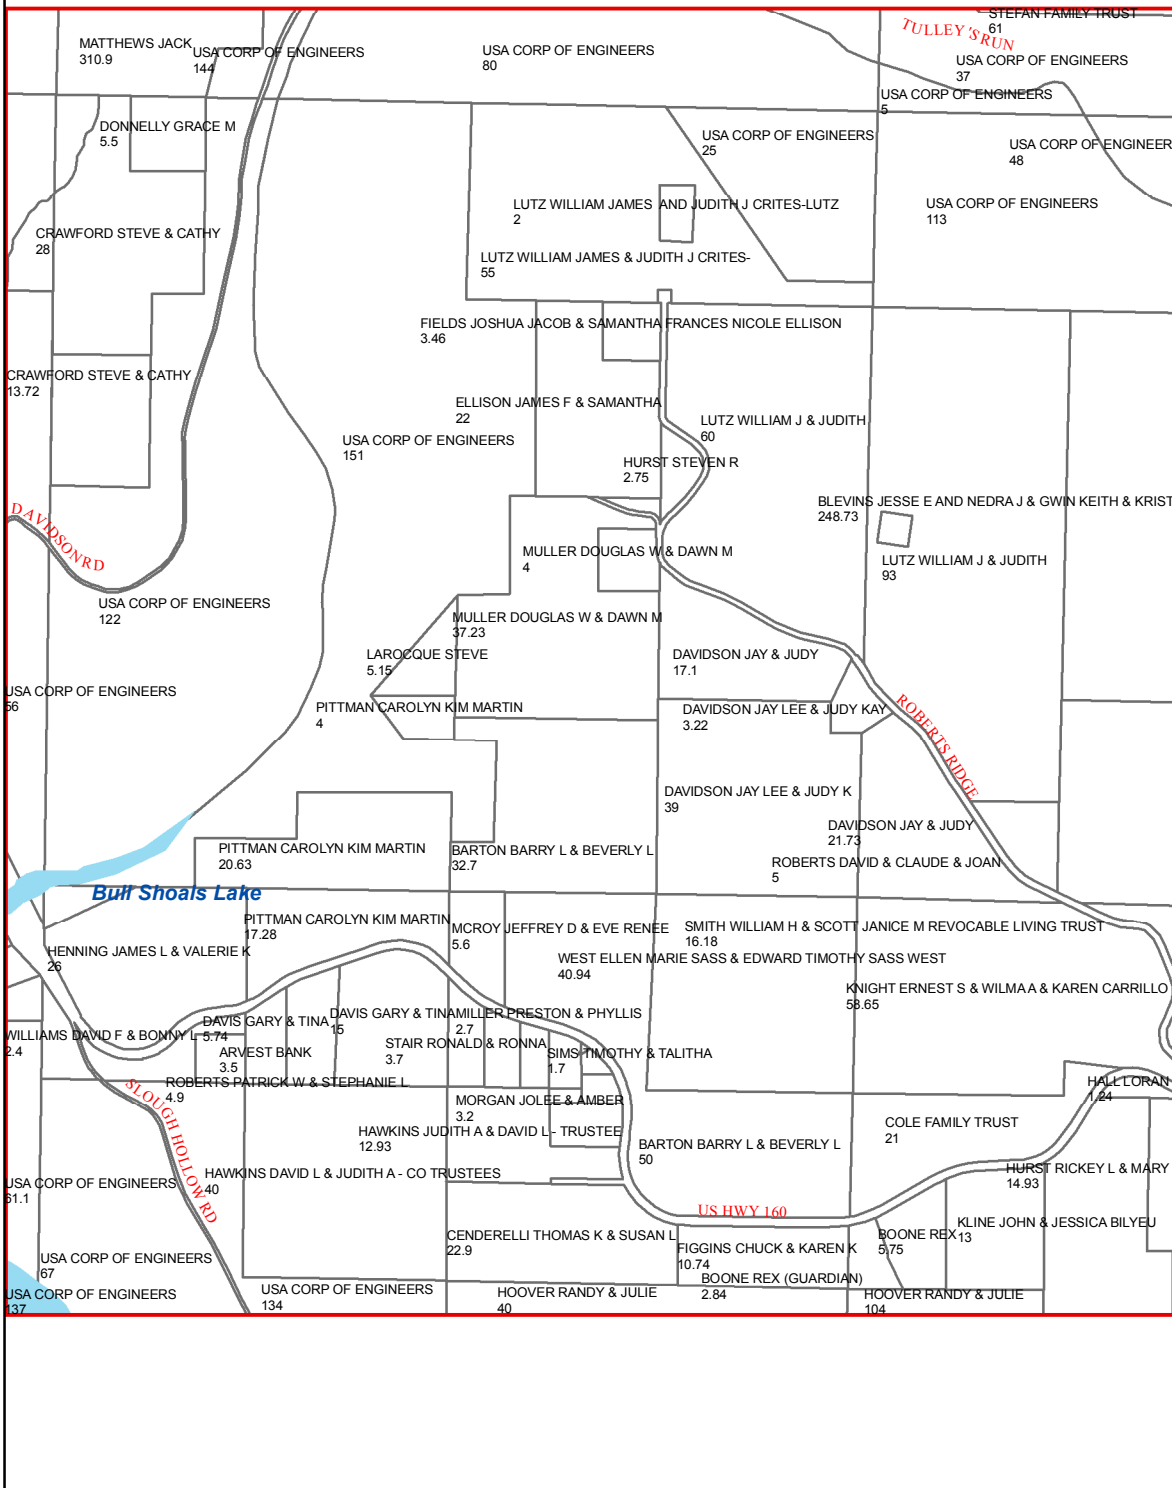 STEFAN FAMILY TRUST
61
TULLEY'S RUN
MATTHEWS JACK
310.9
USA CORP OF ENGINEERS
144
USA CORP OF ENGINEERS
80
USA CORP OF ENGINEERS
37
USA CORP OF ENGINEERS
5
DONNELLY GRACE M
5.5
USA CORP OF ENGINEERS
25
USA CORP OF ENGINEER
48
LUTZ WILLIAM JAMES AND JUDITH J CRITES-LUTZ
2
USA CORP OF ENGINEERS
113
CRAWFORD STEVE & CATHY
28
LUTZ WILLIAM JAMES & JUDITH J CRITES-
55
FIELDS JOSHUA JACOB & SAMANTHA FRANCES NICOLE ELLISON
3.46
CRAWFORD STEVE & CATHY
13.72
ELLISON JAMES F & SAMANTHA
22
LUTZ WILLIAM J & JUDITH
60
USA CORP OF ENGINEERS
151
HURST STEVEN R
2.75
BLEVINS JESSE E AND NEDRA J & GWIN KEITH & KRIST
248.73
DAVIDSON RD
MULLER DOUGLAS W & DAWN M
4
LUTZ WILLIAM J & JUDITH
93
USA CORP OF ENGINEERS
122
MULLER DOUGLAS W & DAWN M
37.23
LAROCQUE STEVE
5.15
DAVIDSON JAY & JUDY
17.1
USA CORP OF ENGINEERS
56
PITTMAN CAROLYN KIM MARTIN
4
DAVIDSON JAY LEE & JUDY KAY
3.22
ROBERTS RIDGE
DAVIDSON JAY LEE & JUDY K
39
DAVIDSON JAY & JUDY
21.73
PITTMAN CAROLYN KIM MARTIN
20.63
BARTON BARRY L & BEVERLY L
32.7
ROBERTS DAVID & CLAUDE & JOAN
5
Bull Shoals Lake
PITTMAN CAROLYN KIM MARTIN
17.28
MCROY JEFFREY D & EVE RENEE
5.6
SMITH WILLIAM H & SCOTT JANICE M REVOCABLE LIVING TRUST
16.18
HENNING JAMES L & VALERIE K
26
WEST ELLEN MARIE SASS & EDWARD TIMOTHY SASS WEST
40.94
KNIGHT ERNEST S & WILMA A & KAREN CARRILLO
58.65
WILLIAMS DAVID F & BONNY L
2.4
DAVIS GARY & TINA
5.74
DAVIS GARY & TINA
15
MILLER PRESTON & PHYLLIS
2.7
ARVEST BANK
3.5
STAIR RONALD & RONNA
3.7
SIMS TIMOTHY & TALITHA
1.7
ROBERTS PATRICK W & STEPHANIE L
4.9
HALL LORAN
1.24
SLOUGH HOLLOW RD
MORGAN JOLEE & AMBER
3.2
HAWKINS JUDITH A & DAVID L - TRUSTEE
12.93
COLE FAMILY TRUST
21
BARTON BARRY L & BEVERLY L
50
HAWKINS DAVID L & JUDITH A - CO TRUSTEES
40
HURST RICKEY L & MARY
14.93
USA CORP OF ENGINEERS
61.1
US HWY 160
CENDERELLI THOMAS K & SUSAN L
22.9
FIGGINS CHUCK & KAREN K
10.74
BOONE REX
5.75
KLINE JOHN & JESSICA BILYEU
13
USA CORP OF ENGINEERS
67
BOONE REX (GUARDIAN)
2.84
USA CORP OF ENGINEERS
137
USA CORP OF ENGINEERS
134
HOOVER RANDY & JULIE
40
HOOVER RANDY & JULIE
104